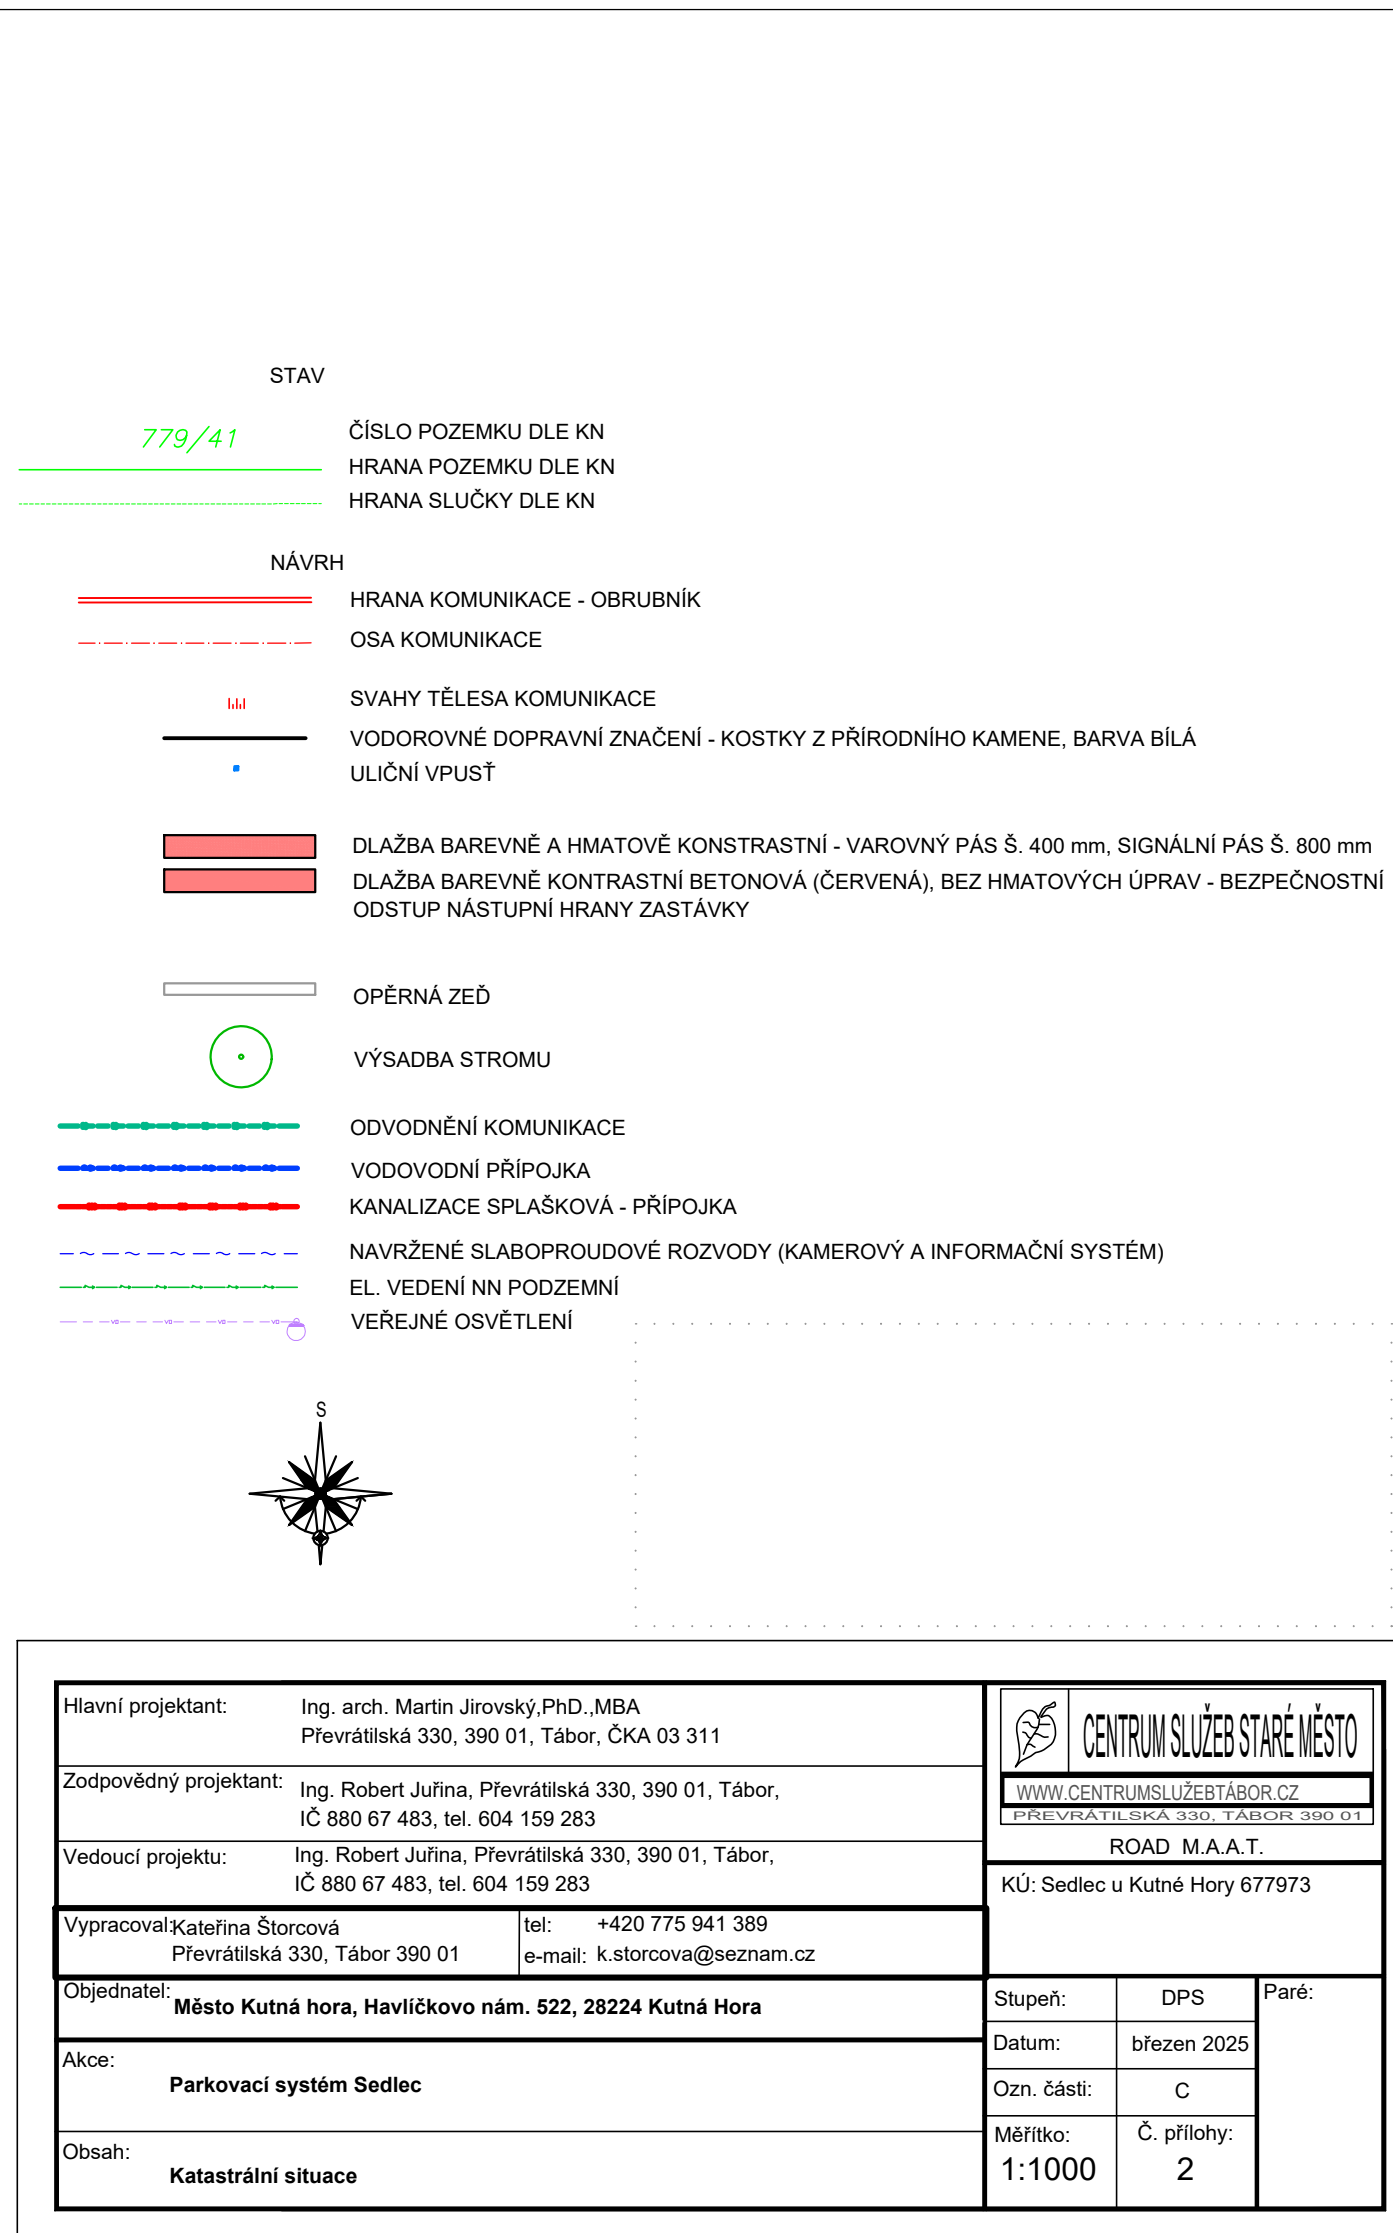 STAV
779/41
ČÍSLO POZEMKU DLE KN
HRANA POZEMKU DLE KN
HRANA SLUČKY DLE KN
NÁVRH
HRANA KOMUNIKACE - OBRUBNÍK
OSA KOMUNIKACE
SVAHY TĚLESA KOMUNIKACE
VODOROVNÉ DOPRAVNÍ ZNAČENÍ - KOSTKY Z PŘÍRODNÍHO KAMENE, BARVA BÍLÁ
ULIČNÍ VPUSŤ
DLAŽBA BAREVNĚ A HMATOVĚ KONSTRASTNÍ - VAROVNÝ PÁS Š. 400 mm, SIGNÁLNÍ PÁS Š. 800 mm
DLAŽBA BAREVNĚ KONTRASTNÍ BETONOVÁ (ČERVENÁ), BEZ HMATOVÝCH ÚPRAV - BEZPEČNOSTNÍ
ODSTUP NÁSTUPNÍ HRANY ZASTÁVKY
OPĚRNÁ ZEĎ
VÝSADBA STROMU
ODVODNĚNÍ KOMUNIKACE
VODOVODNÍ PŘÍPOJKA
KANALIZACE SPLAŠKOVÁ - PŘÍPOJKA
NAVRŽENÉ SLABOPROUDOVÉ ROZVODY (KAMEROVÝ A INFORMAČNÍ SYSTÉM)
EL. VEDENÍ NN PODZEMNÍ
VEŘEJNÉ OSVĚTLENÍ
S
Hlavní projektant:
Ing. arch. Martin Jirovský,PhD.,MBA
Převrátilská 330, 390 01, Tábor, ČKA 03 311
Zodpovědný projektant:
Ing. Robert Juřina, Převrátilská 330, 390 01, Tábor,
IČ 880 67 483, tel. 604 159 283
Vedoucí projektu:
Ing. Robert Juřina, Převrátilská 330, 390 01, Tábor,
IČ 880 67 483, tel. 604 159 283
Vypracoval:
Kateřina Štorcová
Převrátilská 330, Tábor 390 01
tel: +420 775 941 389
e-mail: k.storcova@seznam.cz
Objednatel:
Město Kutná hora, Havlíčkovo nám. 522, 28224 Kutná Hora
Akce:
Parkovací systém Sedlec
Obsah:
Katastrální situace
CENTRUM SLUŽEB STARÉ MĚSTO
WWW.CENTRUMSLUŽEBTÁBOR.CZ
PŘEVRÁTILSKÁ 330, TÁBOR 390 01
ROAD M.A.A.T.
KÚ: Sedlec u Kutné Hory 677973
Stupeň: DPS
Paré:
Datum: březen 2025
Ozn. části: C
Měřítko:
1:1000
Č. přílohy:
2